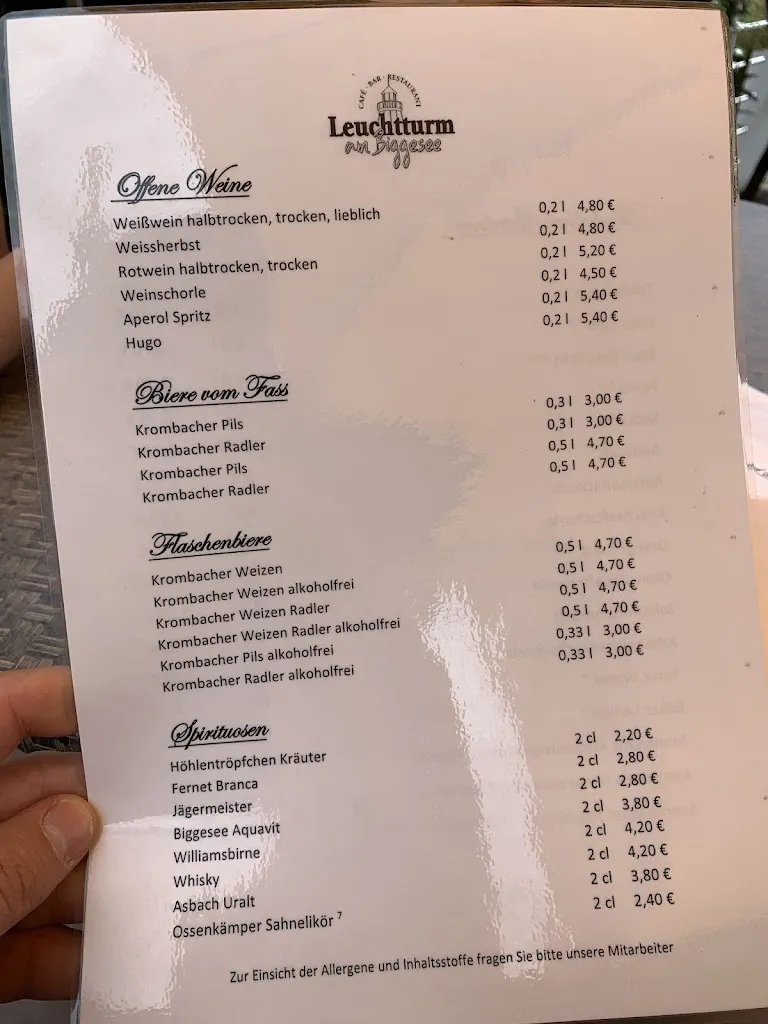 CAFÉ · BAR · RESTAURANT
Leuchtturm
am Biggesee
Offene Weine
Weißwein halbtrocken, trocken, lieblich 0,2 l 4,80 €
Weissherbst 0,2 l 4,80 €
Rotwein halbtrocken, trocken 0,2 l 5,20 €
Weinschorle 0,2 l 4,50 €
Aperol Spritz 0,2 l 5,40 €
Hugo 0,2 l 5,40 €
Biere vom Fass
Krombacher Pils 0,3 l 3,00 €
Krombacher Radler 0,3 l 3,00 €
Krombacher Pils 0,5 l 4,70 €
Krombacher Radler 0,5 l 4,70 €
Flaschenbiere
Krombacher Weizen 0,5 l 4,70 €
Krombacher Weizen alkoholfrei 0,5 l 4,70 €
Krombacher Weizen Radler 0,5 l 4,70 €
Krombacher Weizen Radler alkoholfrei 0,5 l 4,70 €
Krombacher Pils alkoholfrei 0,33 l 3,00 €
Krombacher Radler alkoholfrei 0,33 l 3,00 €
Spirituosen
Höhlentröpfchen Kräuter 2 cl 2,20 €
Fernet Branca 2 cl 2,80 €
Jägermeister 2 cl 2,80 €
Biggesee Aquavit 2 cl 3,80 €
Williamsbirne 2 cl 4,20 €
Whisky 2 cl 4,20 €
Asbach Uralt 2 cl 3,80 €
Ossenkämper Sahnelikör 7 2 cl 2,40 €
Zur Einsicht der Allergene und Inhaltsstoffe fragen Sie bitte unsere Mitarbeiter